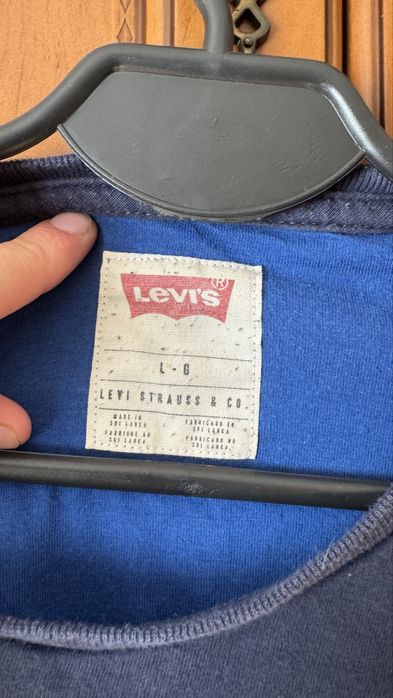 LEVI'S®
L - G
LEVI STRAUSS & CO.
MADE IN FABRICADO EN
SRI LANKA SRI LANKA
FABRIQUÉ AU FABRICADO NO
SRI LANKA SRI LANKA